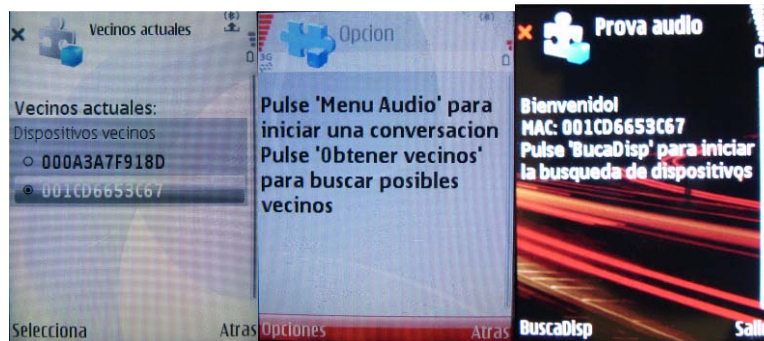 Vecinos actuales
Vecinos actuales:
Dispositivos vecinos
000A3A7F918D
001CD6653C67
Selecciona
Atras
Opcion
3G
Pulse 'Menu Audio' para
iniciar una conversacion
Pulse 'Obtener vecinos'
para buscar posibles
vecinos
Opciones
Atras
Prova audio
Bienvenido!
MAC: 001CD6653C67
Pulse 'BucaDisp' para iniciar
la busqueda de dispositivos
BuscaDisp